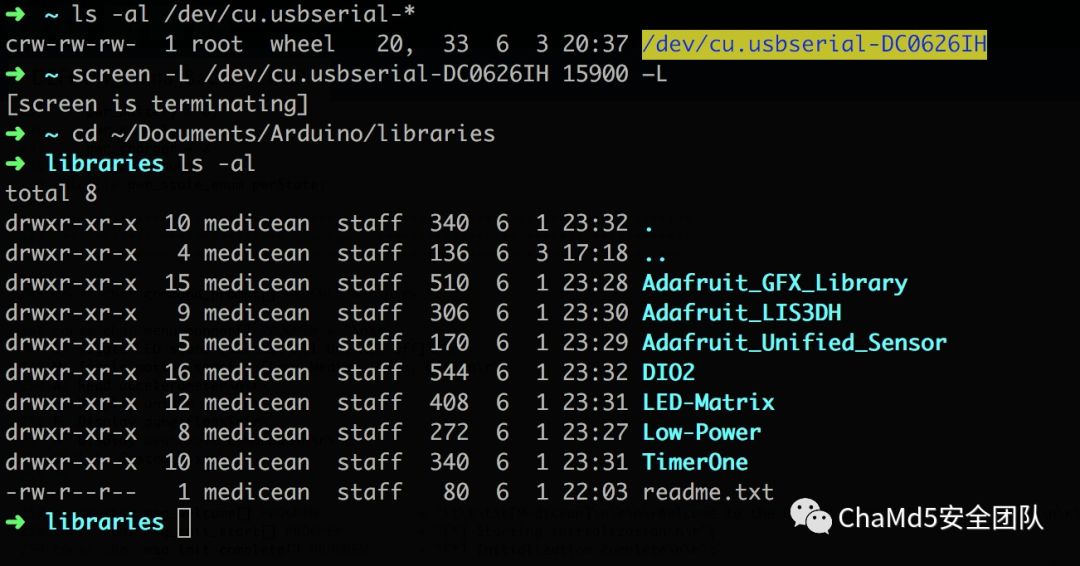 ➜ ~ ls -al /dev/cu.usbserial-*
crw-rw-rw- 1 root wheel 20, 33 6 3 20:37 /dev/cu.usbserial-DC0626IH
➜ ~ screen -L /dev/cu.usbserial-DC0626IH 15900 –L
[screen is terminating]
➜ ~ cd ~/Documents/Arduino/libraries
➜ libraries ls -al
total 8
drwxr-xr-x 10 medicean staff 340 6 1 23:32 .
drwxr-xr-x 4 medicean staff 136 6 3 17:18 ..
drwxr-xr-x 15 medicean staff 510 6 1 23:28 Adafruit_GFX_Library
drwxr-xr-x 9 medicean staff 306 6 1 23:30 Adafruit_LIS3DH
drwxr-xr-x 5 medicean staff 170 6 1 23:29 Adafruit_Unified_Sensor
drwxr-xr-x 16 medicean staff 544 6 1 23:32 DIO2
drwxr-xr-x 12 medicean staff 408 6 1 23:31 LED-Matrix
drwxr-xr-x 8 medicean staff 272 6 1 23:27 Low-Power
drwxr-xr-x 10 medicean staff 340 6 1 23:31 TimerOne
-rw-r--r-- 1 medicean staff 80 6 1 22:03 readme.txt
➜ libraries
ChaMd5安全团队